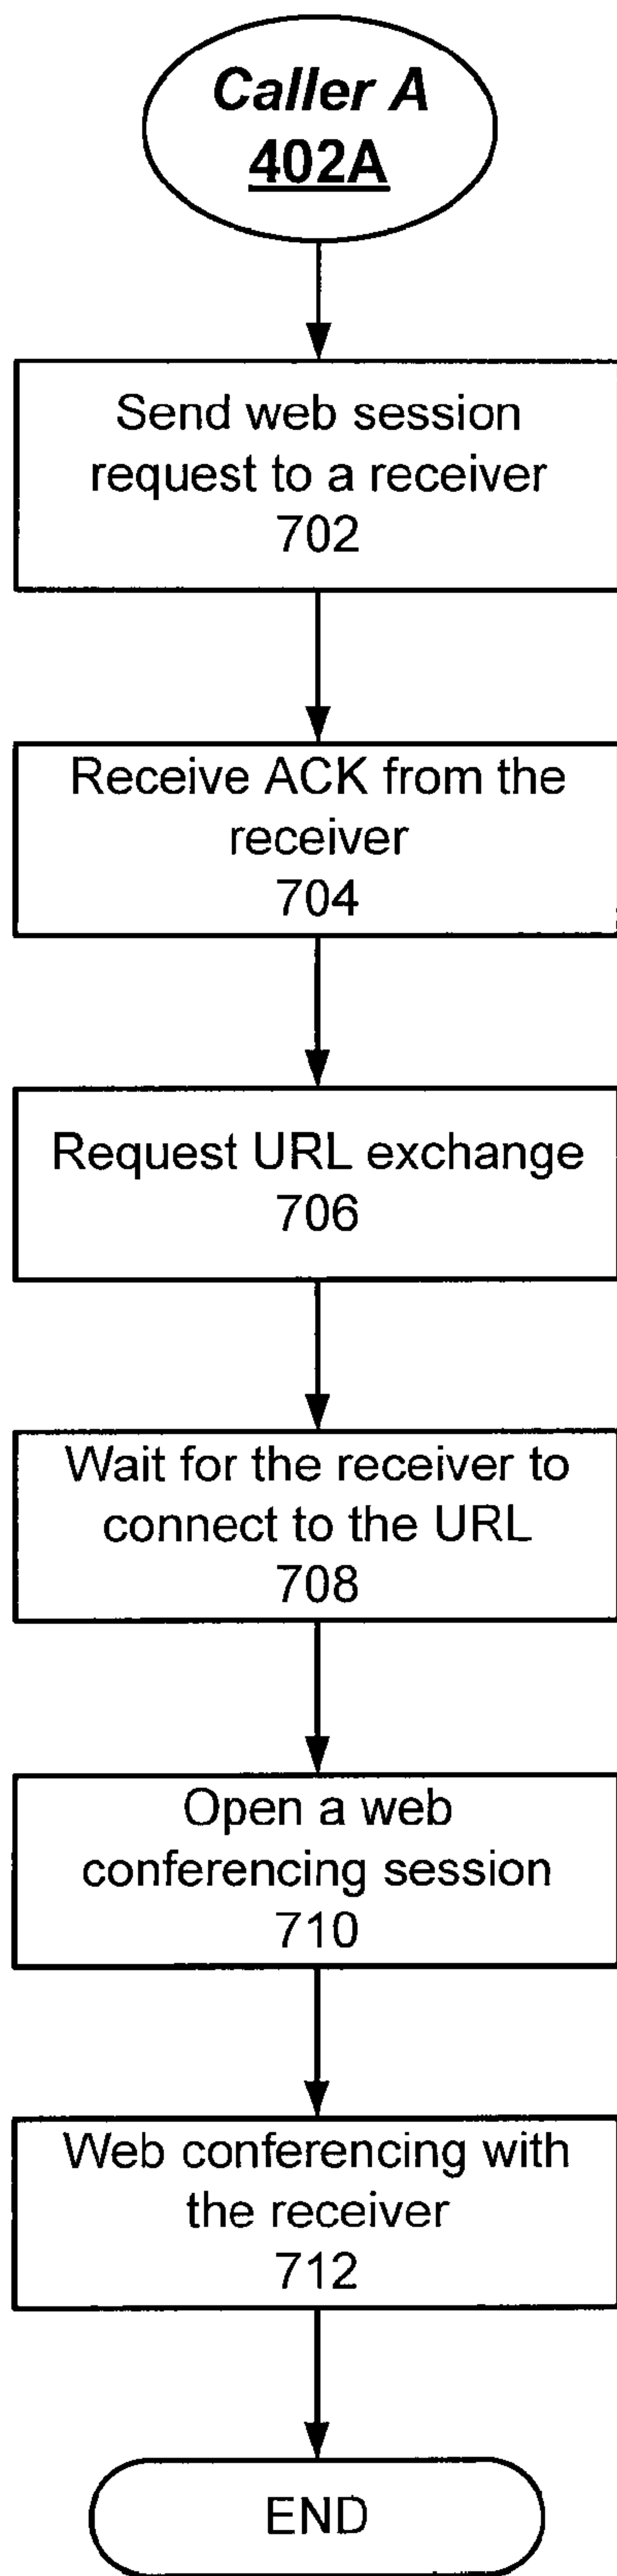 Caller A
402A
Send web session
request to a receiver
702
Receive ACK from the
receiver
704
Request URL exchange
706
Wait for the receiver to
connect to the URL
708
Open a web
conferencing session
710
Web conferencing with
the receiver
712
END